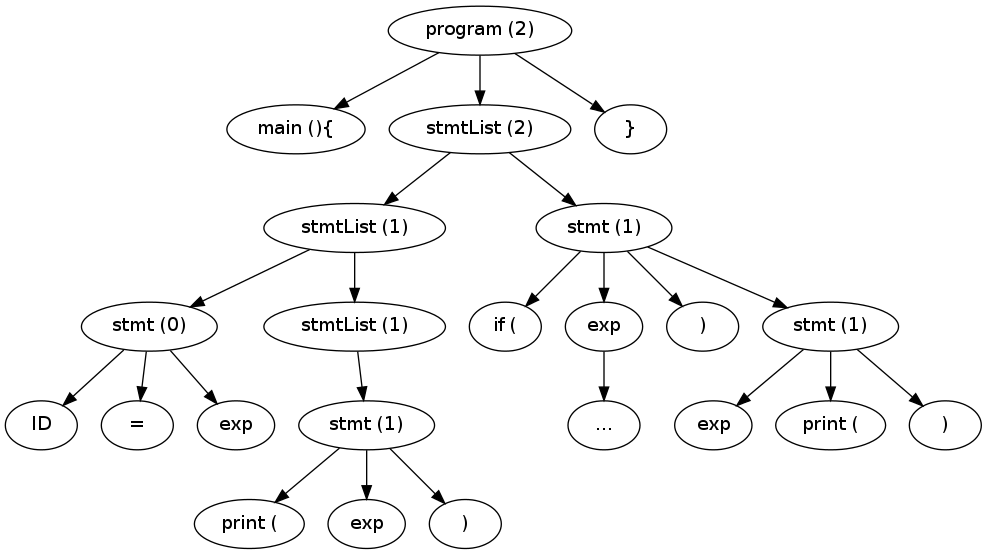 program (2)
main (){
stmtList (2)
}
stmtList (1)
stmt (1)
stmt (0)
stmtList (1)
if (
exp
)
stmt (1)
ID
=
exp
stmt (1)
...
exp
print (
)
print (
exp
)